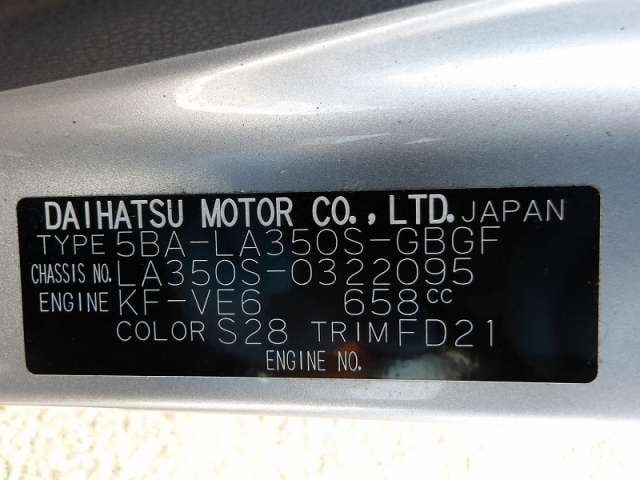 DAIHATSU MOTOR CO., LTD. JAPAN
TYPE 5BA-LA350S-GBGF
CHASSIS NO. LA350S-0322095
ENGINE KF-VE6 658cc
COLOR S28 TRIM FD21
ENGINE NO.